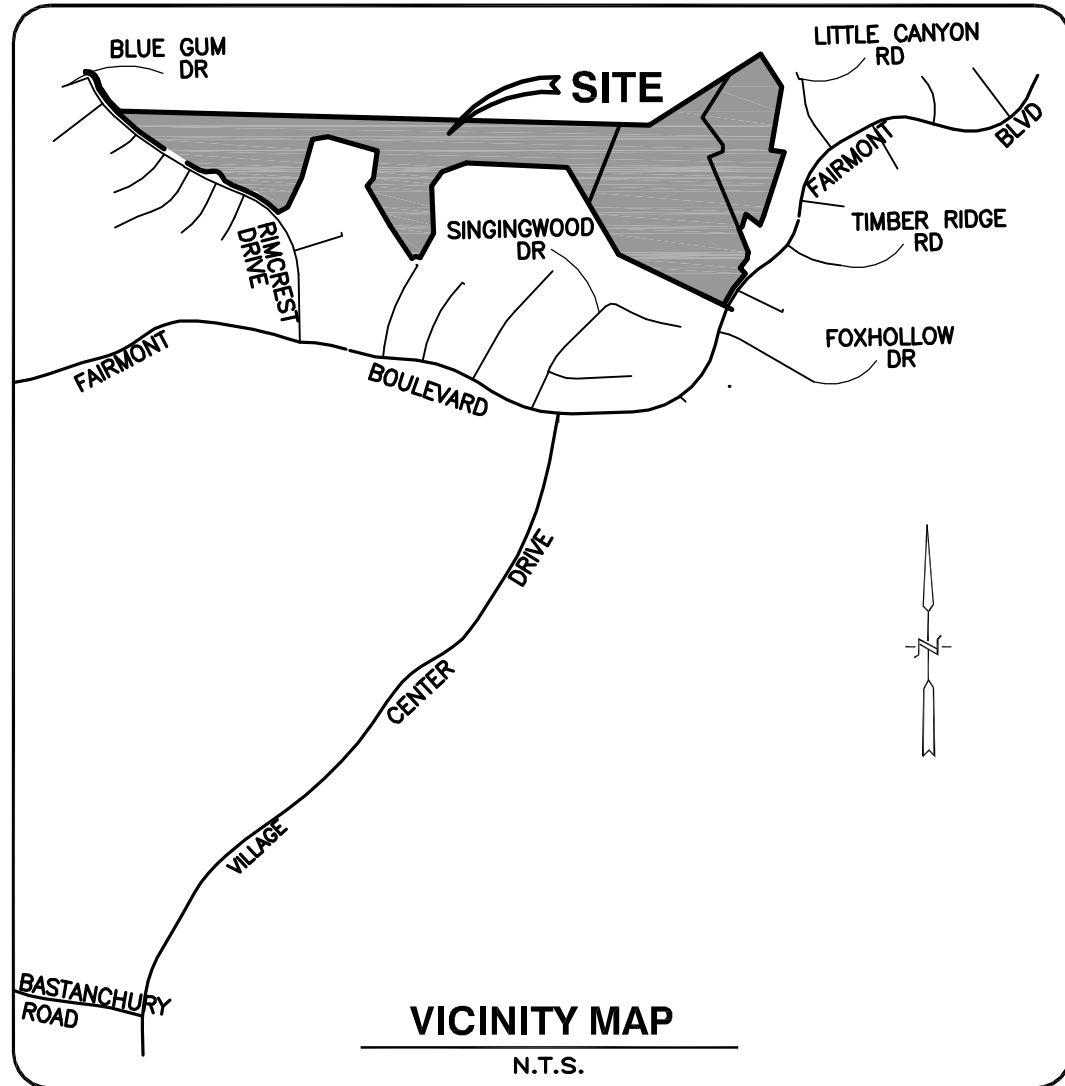 BLUE GUM
DR
LITTLE CANYON
RD
SITE
FAIRMONT
BLVD
TIMBER RIDGE
RD
SINGINGWOOD
DR
RIMCREST
DRIVE
FOXHOLLOW
DR
FAIRMONT
BOULEVARD
DRIVE
N
CENTER
VILLAGE
BASTANCHURY
ROAD
VICINITY MAP
N.T.S.